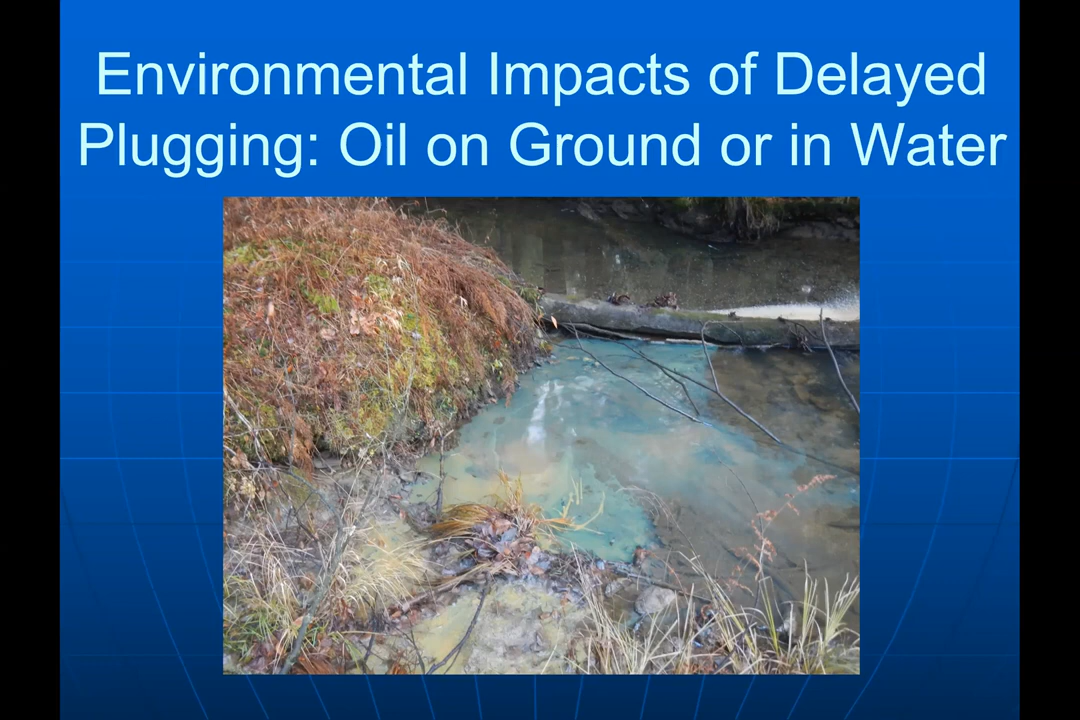 Environmental Impacts of Delayed
Plugging: Oil on Ground or in Water